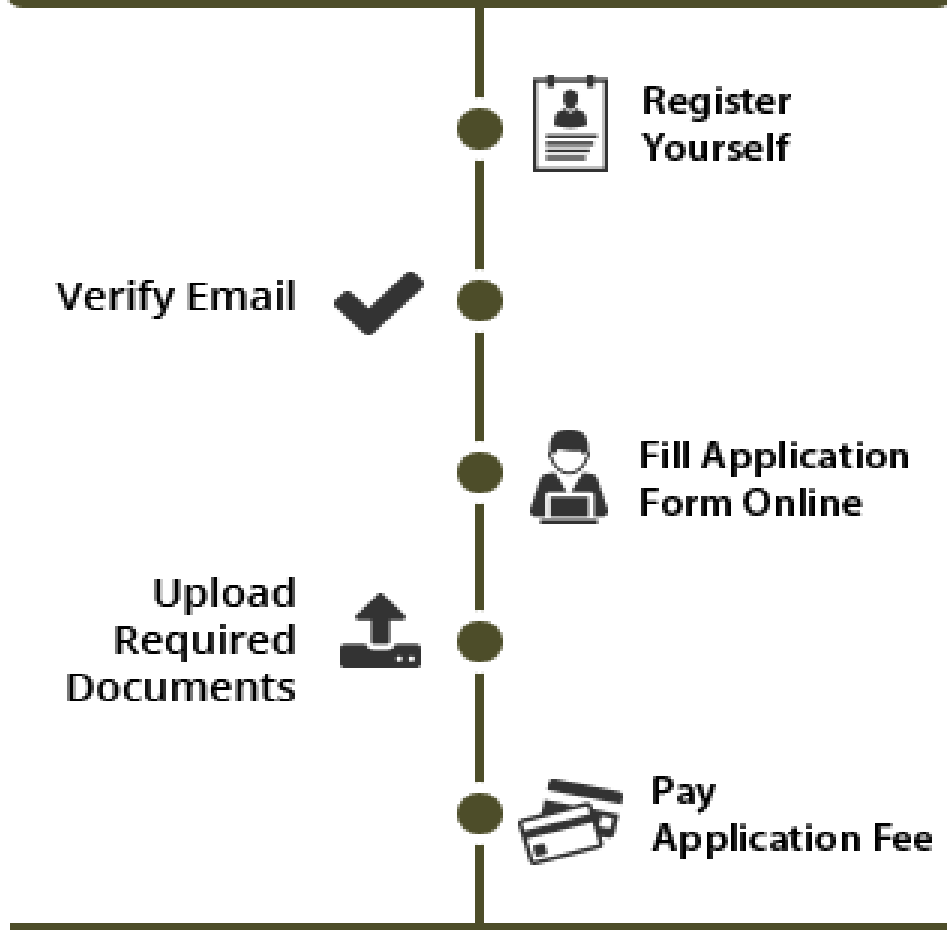 Register
Yourself
Verify Email
Fill Application
Form Online
Upload
Required
Documents
Pay
Application Fee